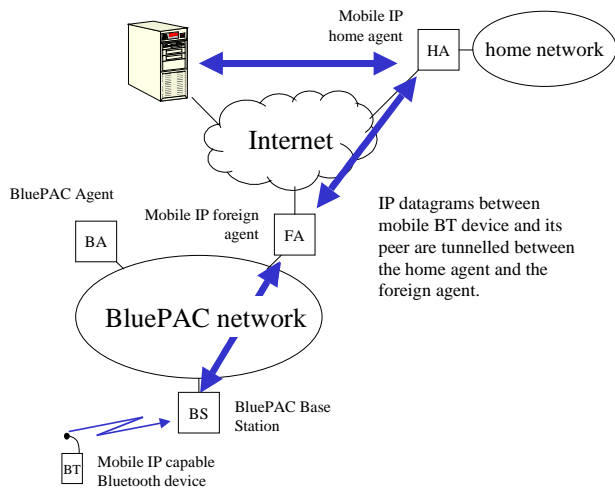 Mobile IP
home agent
HA
home network
Internet
BluePAC Agent
BA
Mobile IP foreign
agent
FA
IP datagrams between
mobile BT device and its
peer are tunnelled between
the home agent and the
foreign agent.
BluePAC network
BS
BluePAC Base
Station
BT
Mobile IP capable
Bluetooth device